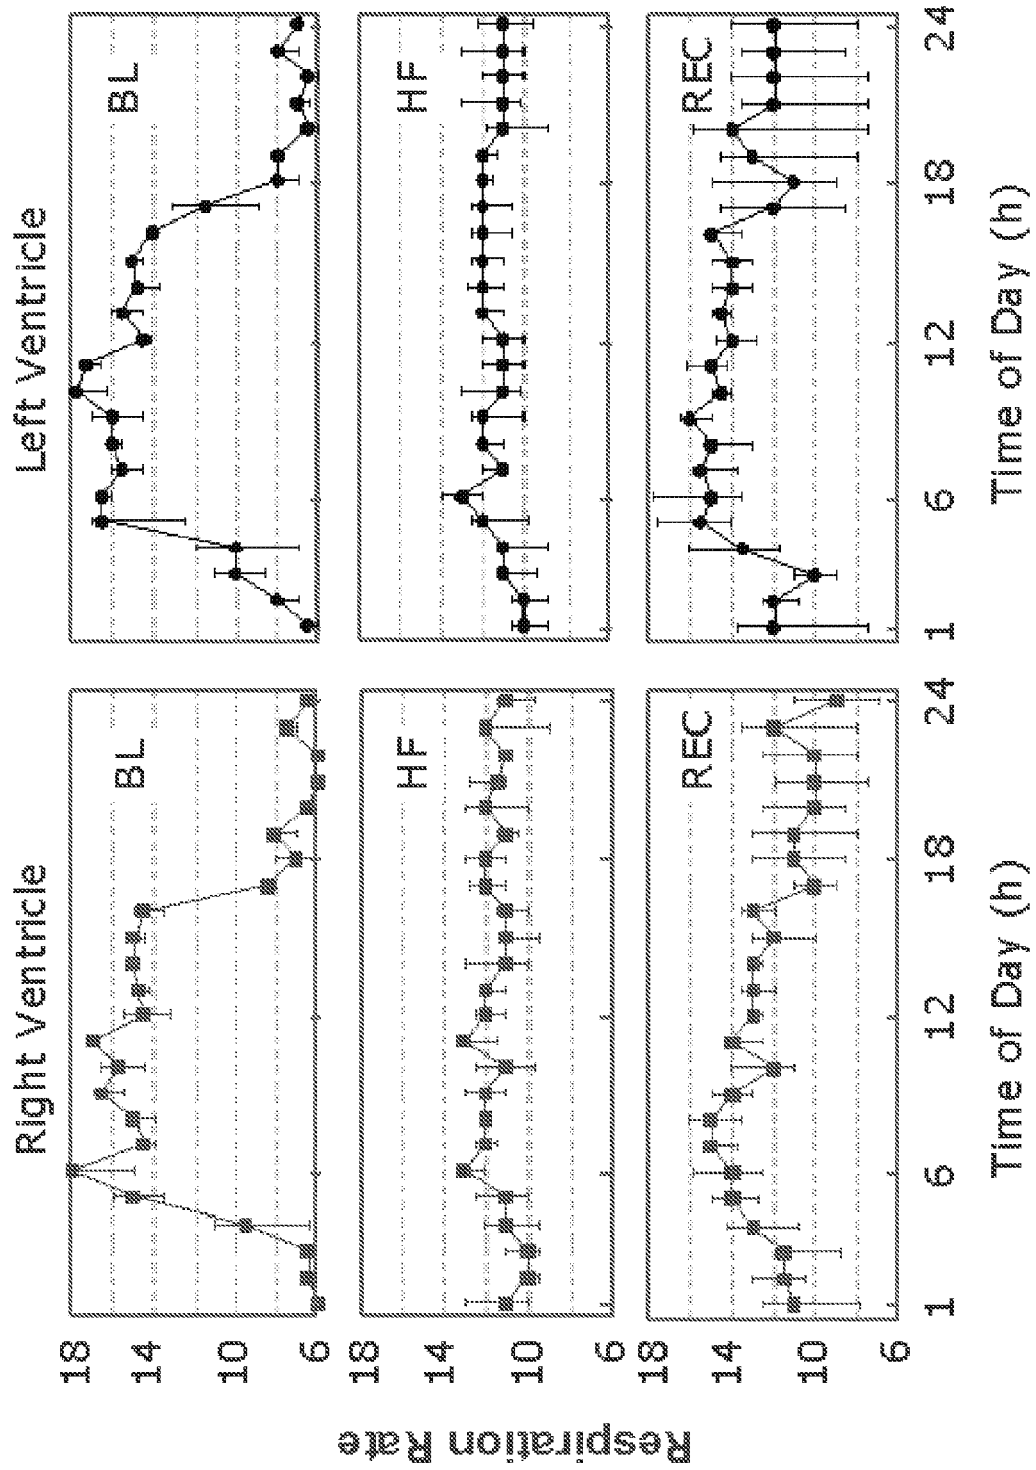 Right Ventricle
Left Ventricle
Respiration Rate
18
14
10
6
BL
BL
18
14
10
6
HF
HF
18
14
10
6
REC
REC
1
6
12
18
24
1
6
12
18
24
Time of Day (h)
Time of Day (h)